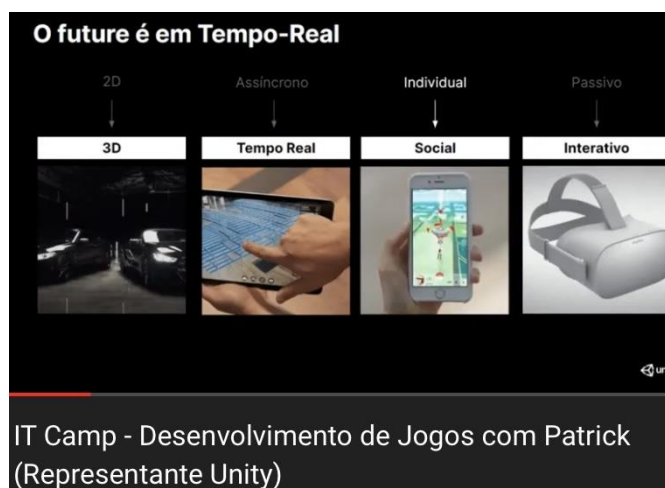 O future é em Tempo-Real
2D Assíncrono Individual Passivo
3D Tempo Real Social Interativo
IT Camp - Desenvolvimento de Jogos com Patrick
(Representante Unity)